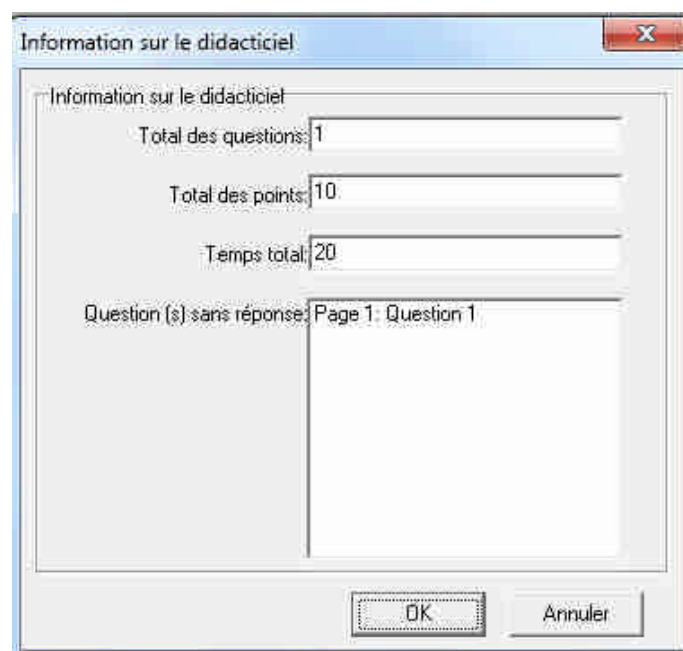 Information sur le didacticiel
Information sur le didacticiel
Total des questions: 1
Total des points: 10
Temps total: 20
Question (s) sans réponse: Page 1: Question 1
OK Annuler